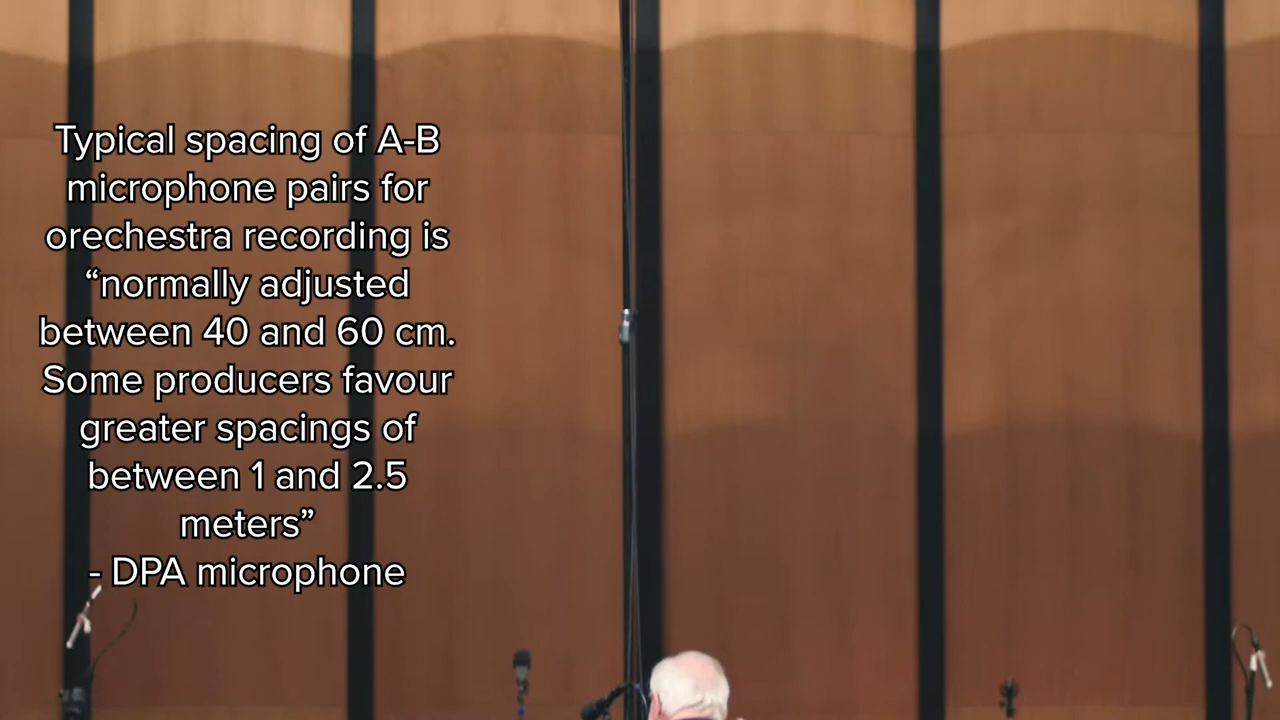 Typical spacing of A-B
microphone pairs for
orechestra recording is
“normally adjusted
between 40 and 60 cm.
Some producers favour
greater spacings of
between 1 and 2.5
meters”
- DPA microphone